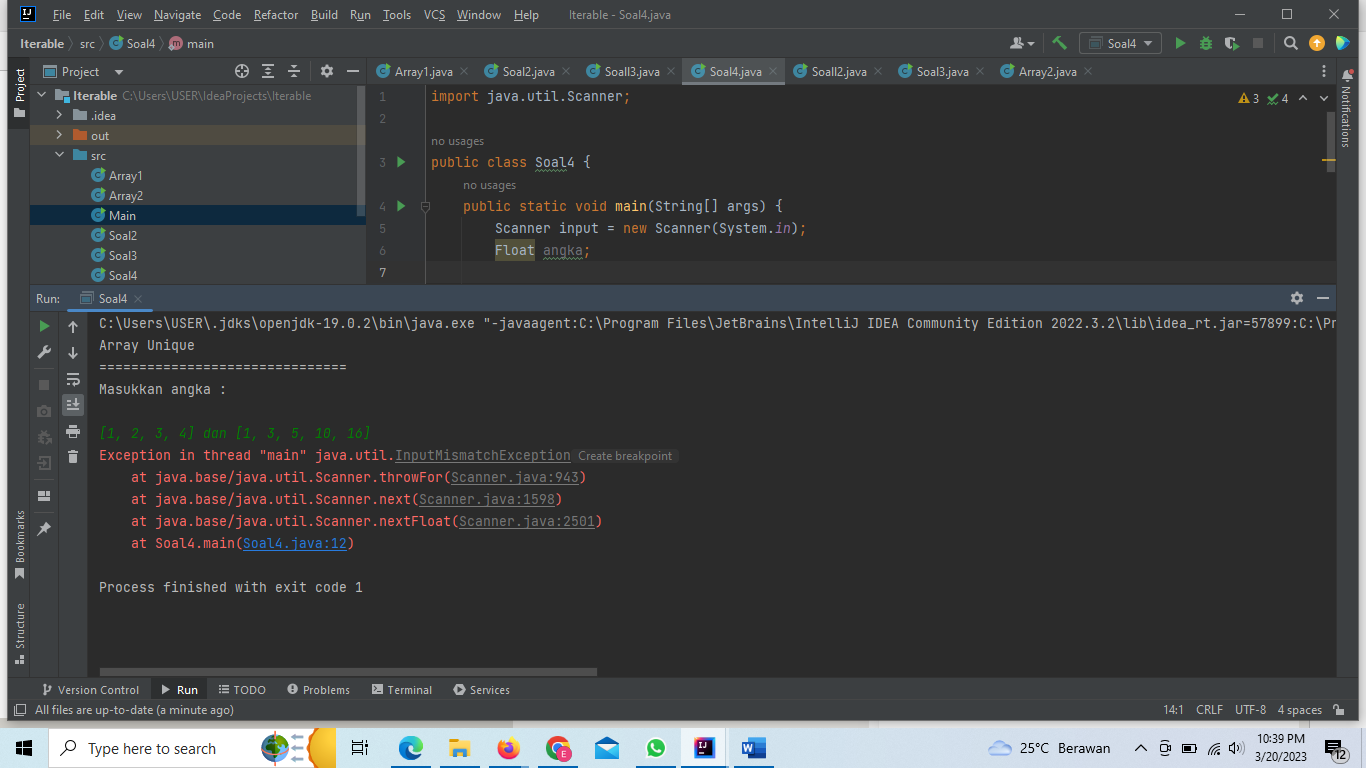 File Edit View Navigate Code Refactor Build Run Tools VCS Window Help Iterable - Soal4.java
Iterable src Soal4 main Soal4
Project Array1.java Soal2.java Soall3.java Soal4.java Soall2.java Soal3.java Array2.java
Project
Notifications
Iterable C:\Users\USER\IdeaProjects\Iterable
.idea
out
src
Array1
Array2
Main
Soal2
Soal3
Soal4
3 4
1 import java.util.Scanner;
2
no usages
3 public class Soal4 {
no usages
4 public static void main(String[] args) {
5 Scanner input = new Scanner(System.in);
6 Float angka;
7
Run: Soal4
C:\Users\USER\.jdks\openjdk-19.0.2\bin\java.exe "-javaagent:C:\Program Files\JetBrains\IntelliJ IDEA Community Edition 2022.3.2\lib\idea_rt.jar=57899:C:\Pr
Array Unique
===============================
Masukkan angka :
[1, 2, 3, 4] dan [1, 3, 5, 10, 16]
Exception in thread "main" java.util.InputMismatchException Create breakpoint
at java.base/java.util.Scanner.throwFor(Scanner.java:943)
at java.base/java.util.Scanner.next(Scanner.java:1598)
at java.base/java.util.Scanner.nextFloat(Scanner.java:2501)
at Soal4.main(Soal4.java:12)
Process finished with exit code 1
Bookmarks
Structure
Version Control Run TODO Problems Terminal Services
All files are up-to-date (a minute ago) 14:1 CRLF UTF-8 4 spaces
Type here to search 25°C Berawan 10:39 PM
3/20/2023
12